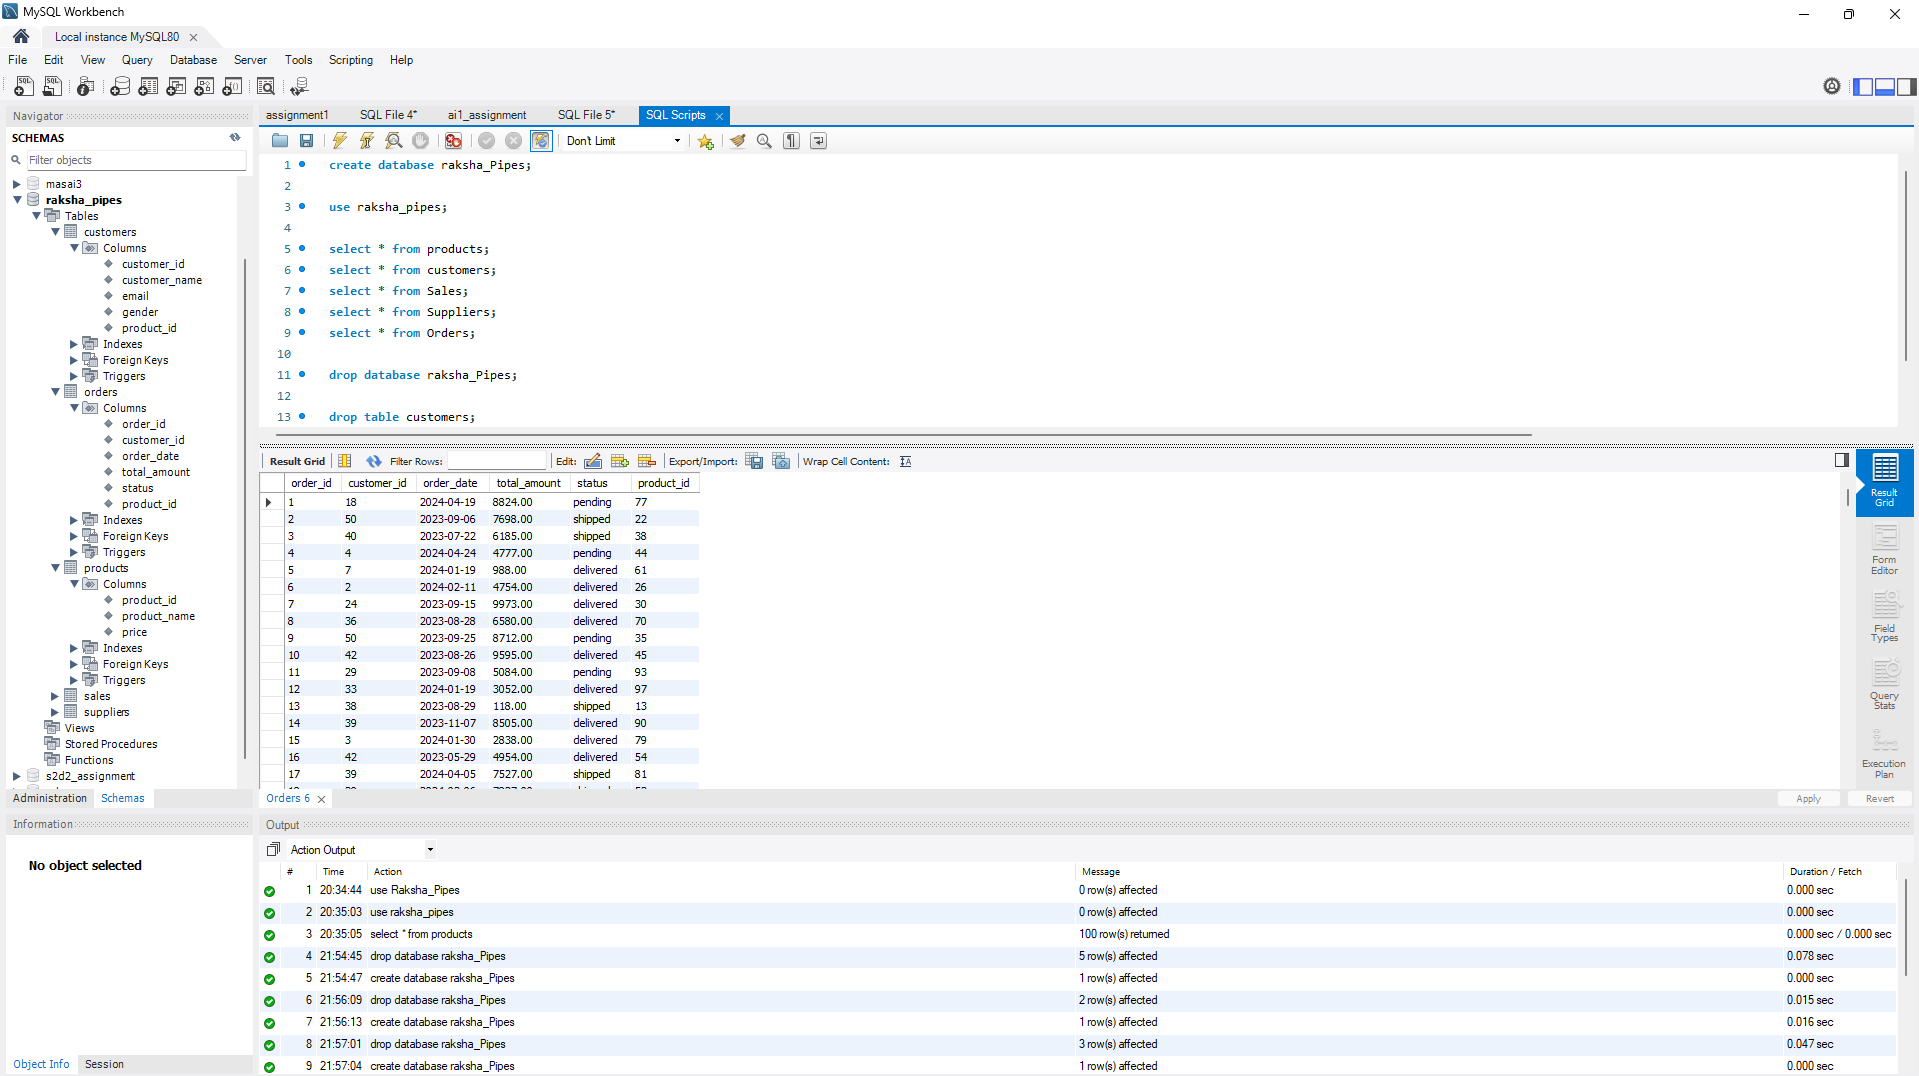 MySQL Workbench
Local instance MySQL80
File Edit View Query Database Server Tools Scripting Help
Navigator
SCHEMAS
Filter objects
masai3
raksha_pipes
Tables
customers
Columns
customer_id
customer_name
email
gender
product_id
Indexes
Foreign Keys
Triggers
orders
Columns
order_id
customer_id
order_date
total_amount
status
product_id
Indexes
Foreign Keys
Triggers
products
Columns
product_id
product_name
price
Indexes
Foreign Keys
Triggers
sales
suppliers
Views
Stored Procedures
Functions
s2d2_assignment
Administration Schemas
Information
No object selected
Object Info Session
assignment1 SQL File 4* ai1_assignment SQL File 5* SQL Scripts
Don't Limit
1 create database raksha_Pipes;
2
3 use raksha_pipes;
4
5 select * from products;
6 select * from customers;
7 select * from Sales;
8 select * from Suppliers;
9 select * from Orders;
10
11 drop database raksha_Pipes;
12
13 drop table customers;
Result Grid Filter Rows: Edit: Export/Import: Wrap Cell Content:
order_id customer_id order_date total_amount status product_id
1 18 2024-04-19 8824.00 pending 77
2 50 2023-09-06 7698.00 shipped 22
3 40 2023-07-22 6185.00 shipped 38
4 4 2024-04-24 4777.00 pending 44
5 7 2024-01-19 988.00 delivered 61
6 2 2024-02-11 4754.00 delivered 26
7 24 2023-09-15 9973.00 delivered 30
8 36 2023-08-28 6580.00 delivered 70
9 50 2023-09-25 8712.00 pending 35
10 42 2023-08-26 9595.00 delivered 45
11 29 2023-09-08 5084.00 pending 93
12 33 2024-01-19 3052.00 delivered 97
13 38 2023-08-29 118.00 shipped 13
14 39 2023-11-07 8505.00 delivered 90
15 3 2024-01-30 2838.00 delivered 79
16 42 2023-05-29 4954.00 delivered 54
17 39 2024-04-05 7527.00 shipped 81
Result Grid
Form Editor
Field Types
Query Stats
Execution Plan
Orders 6
Apply Revert
Output
Action Output
# Time Action Message Duration / Fetch
1 20:34:44 use Raksha_Pipes 0 row(s) affected 0.000 sec
2 20:35:03 use raksha_pipes 0 row(s) affected 0.000 sec
3 20:35:05 select * from products 100 row(s) returned 0.000 sec / 0.000 sec
4 21:54:45 drop database raksha_Pipes 5 row(s) affected 0.078 sec
5 21:54:47 create database raksha_Pipes 1 row(s) affected 0.000 sec
6 21:56:09 drop database raksha_Pipes 2 row(s) affected 0.015 sec
7 21:56:13 create database raksha_Pipes 1 row(s) affected 0.016 sec
8 21:57:01 drop database raksha_Pipes 3 row(s) affected 0.047 sec
9 21:57:04 create database raksha_Pipes 1 row(s) affected 0.000 sec